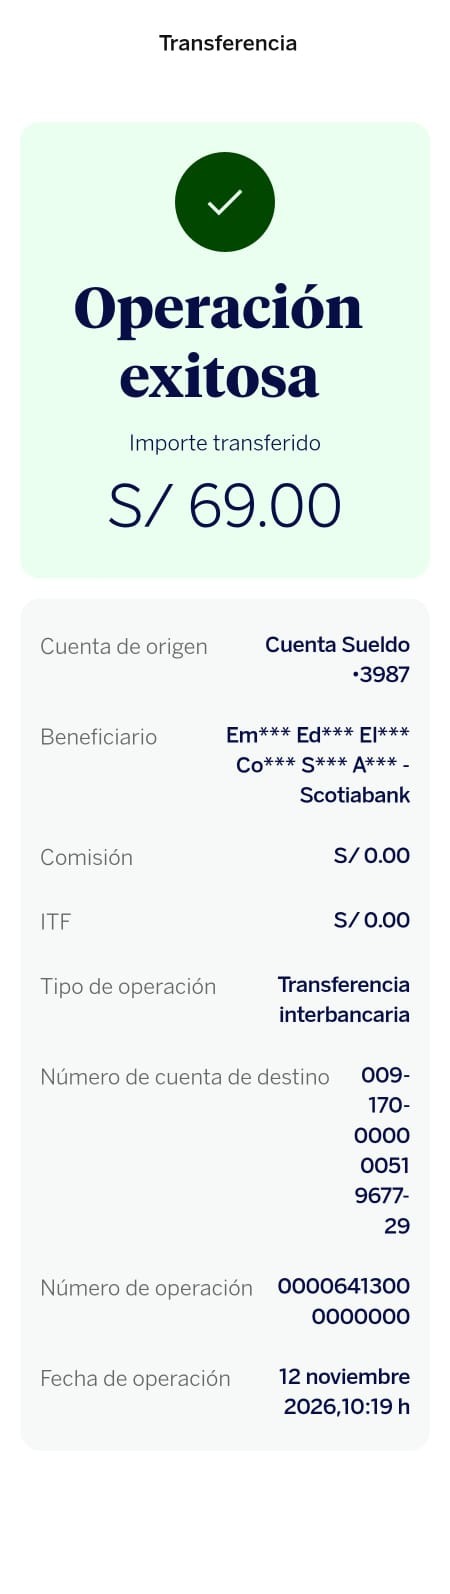 Transferencia
Operación
exitosa
Importe transferido
S/ 69.00
Cuenta de origen Cuenta Sueldo
•3987
Beneficiario Em*** Ed*** El***
Co*** S*** A*** -
Scotiabank
Comisión S/ 0.00
ITF S/ 0.00
Tipo de operación Transferencia
interbancaria
Número de cuenta de destino 009-
170-
0000
0051
9677-
29
Número de operación 0000641300
0000000
Fecha de operación 12 noviembre
2026,10:19 h